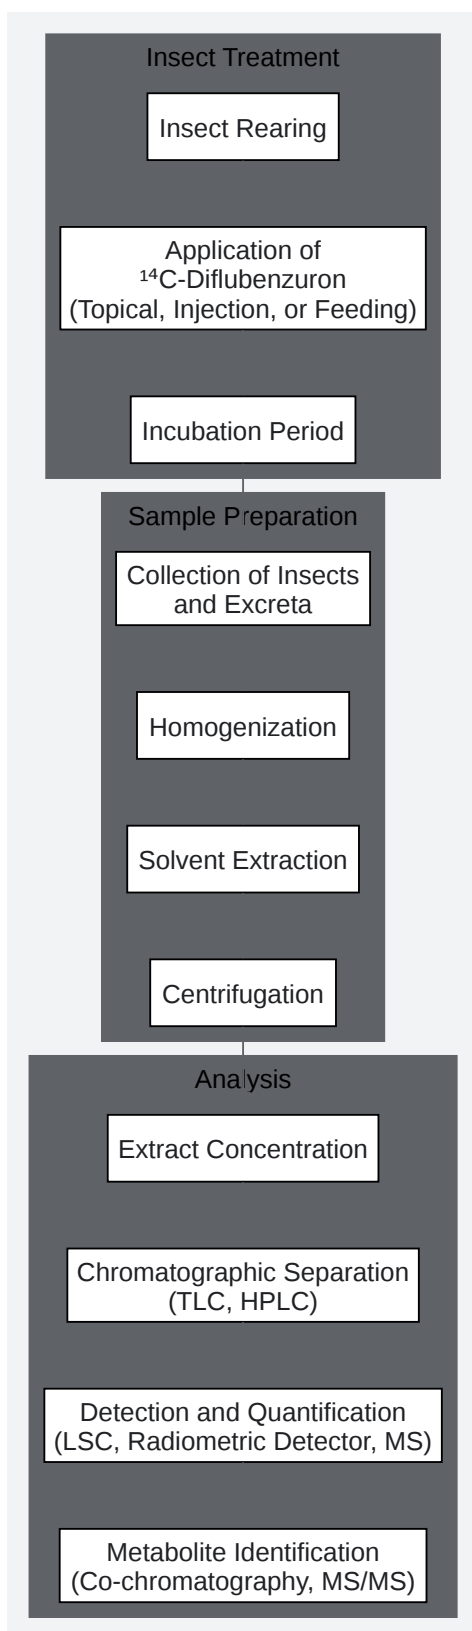 Insect Treatment
Insect Rearing
Application of
¹⁴C-Diflubenzuron
(Topical, Injection, or Feeding)
Incubation Period
Sample Preparation
Collection of Insects
and Excreta
Homogenization
Solvent Extraction
Centrifugation
Analysis
Extract Concentration
Chromatographic Separation
(TLC, HPLC)
Detection and Quantification
(LSC, Radiometric Detector, MS)
Metabolite Identification
(Co-chromatography, MS/MS)